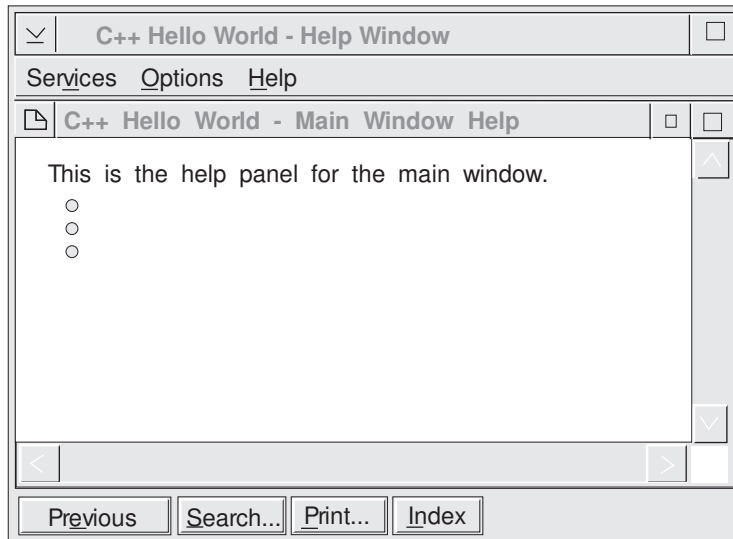 C++ Hello World - Help Window
Services Options Help
C++ Hello World - Main Window Help
This is the help panel for the main window.
Previous Search... Print... Index